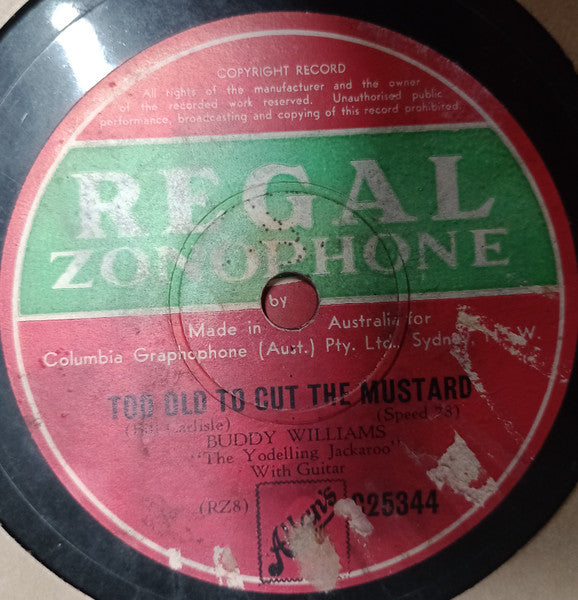 COPYRIGHT RECORD
All rights of the manufacturer and the owner
of the recorded work reserved. Unauthorised public
performance, broadcasting and copying of this record prohibited.
REGAL
ZONOPHONE
by
Made in Australia for
Columbia Graphophone (Aust.) Pty. Ltd., Sydney, N.S.W.
TOO OLD TO CUT THE MUSTARD
(Bill Carlisle) (Speed 78)
BUDDY WILLIAMS
"The Yodelling Jackaroo"
With Guitar
(RZ8) G25344
Allan's